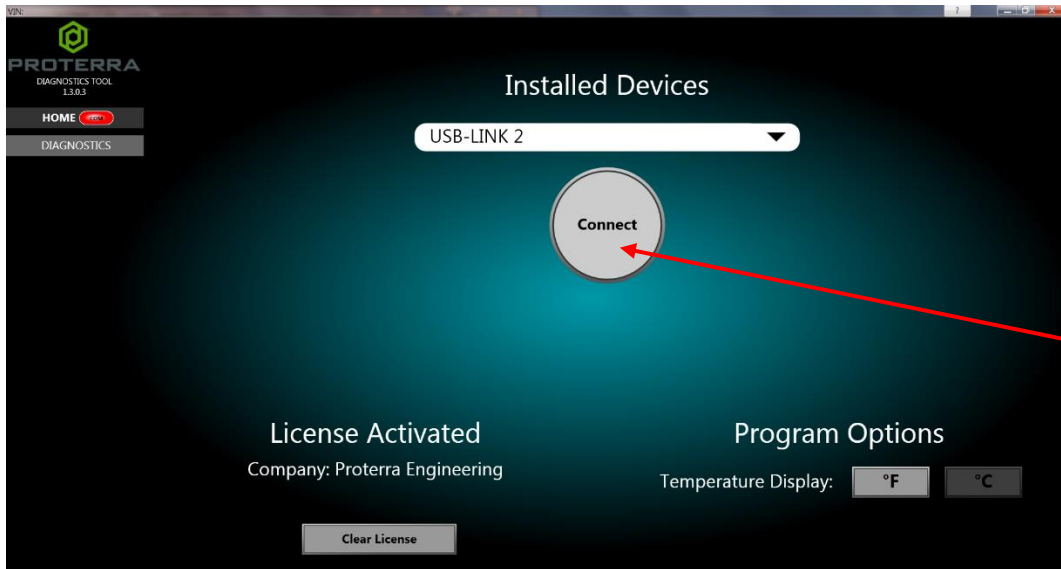 VIN:
?
PROTERRA
DIAGNOSTICS TOOL
1.3.0.3
HOME
DIAGNOSTICS
Installed Devices
USB-LINK 2
Connect
License Activated
Company: Proterra Engineering
Clear License
Program Options
Temperature Display: °F °C